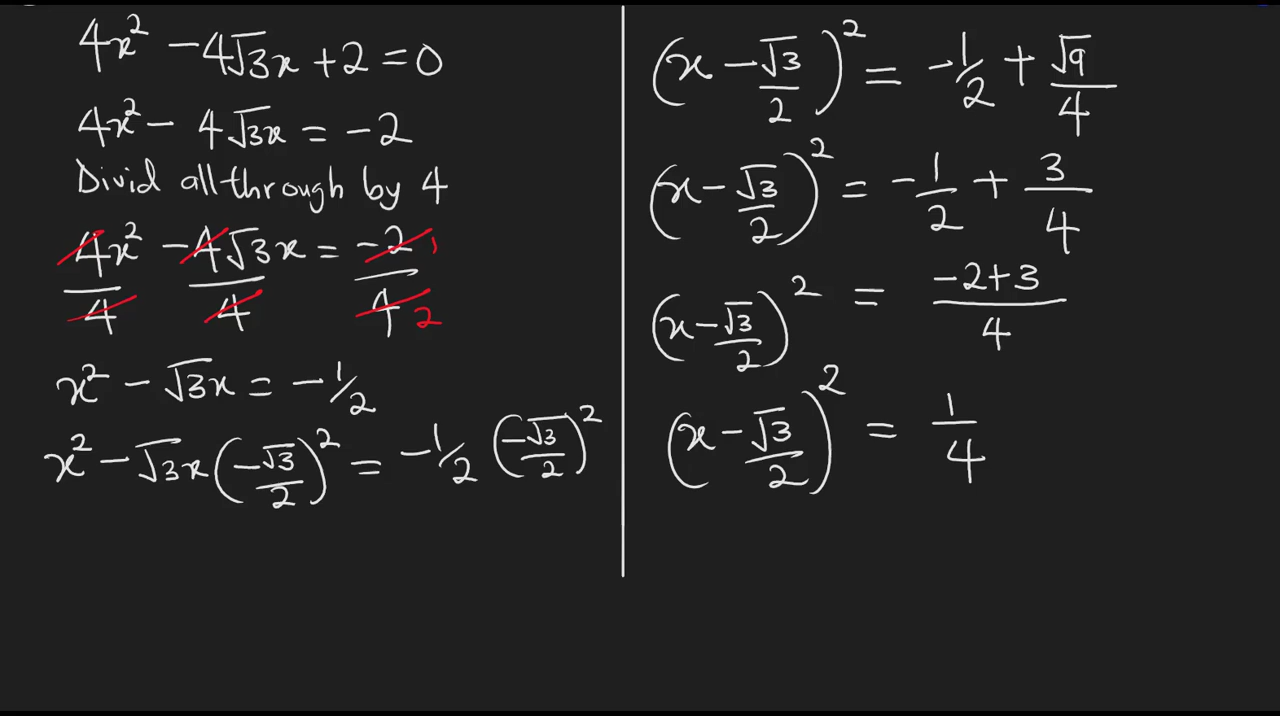 4x² - 4√3x + 2 = 0
4x² - 4√3x = -2
Divid all through by 4
4x²/4 - 4√3x/4 = -2/4 1 2
x² - √3x = -1/2
x² - √3x (-√3/2)² = -1/2 (-√3/2)²
(x - √3/2)² = -1/2 + √9/4
(x - √3/2)² = -1/2 + 3/4
(x - √3/2)² = -2+3/4
(x - √3/2)² = 1/4